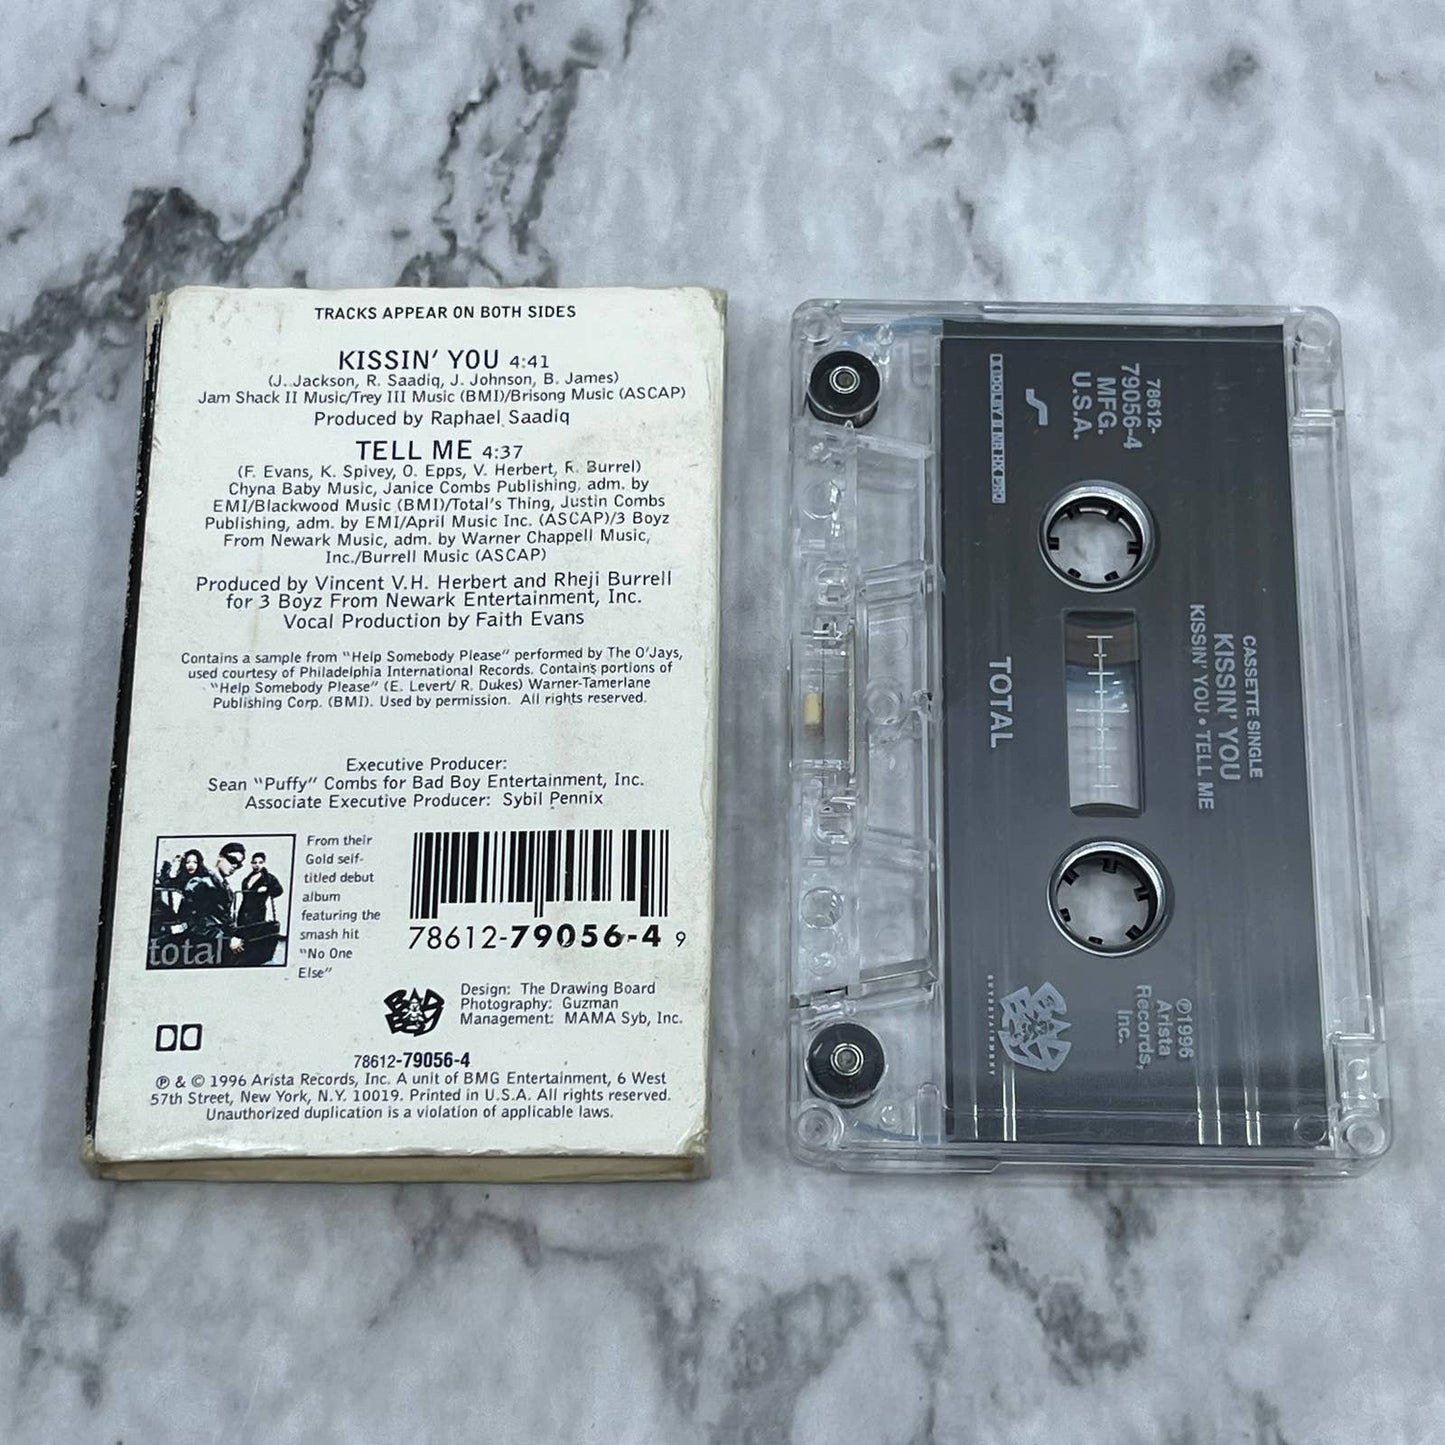 TRACKS APPEAR ON BOTH SIDES
KISSIN' YOU 4:41
(J. Jackson, R. Saadiq, J. Johnson, B. James)
Jam Shack II Music/Trey III Music (BMI)/Brisong Music (ASCAP)
Produced by Raphael Saadiq
TELL ME 4:37
(F. Evans, K. Spivey, O. Epps, V. Herbert, R. Burrel)
Chyna Baby Music, Janice Combs Publishing, adm. by
EMI/Blackwood Music (BMI)/Total's Thing, Justin Combs
Publishing, adm. by EMI/April Music Inc. (ASCAP)/3 Boyz
From Newark Music, adm. by Warner Chappell Music,
Inc./Burrell Music (ASCAP)
Produced by Vincent V.H. Herbert and Rheji Burrell
for 3 Boyz From Newark Entertainment, Inc.
Vocal Production by Faith Evans
Contains a sample from "Help Somebody Please" performed by The O'Jays,
used courtesy of Philadelphia International Records. Contains portions of
"Help Somebody Please" (E. Levert/ R. Dukes) Warner-Tamerlane
Publishing Corp. (BMI). Used by permission. All rights reserved.
Executive Producer:
Sean "Puffy" Combs for Bad Boy Entertainment, Inc.
Associate Executive Producer: Sybil Pennix
total
From their
Gold self-
titled debut
album
featuring the
smash hit
"No One
Else"
78612-79056-4 9
BAD BOY
Design: The Drawing Board
Photography: Guzman
Management: MAMA Syb, Inc.
78612-79056-4
℗ & © 1996 Arista Records, Inc. A unit of BMG Entertainment, 6 West
57th Street, New York, N.Y. 10019. Printed in U.S.A. All rights reserved.
Unauthorized duplication is a violation of applicable laws.
CASSETTE SINGLE
KISSIN' YOU
KISSIN' YOU • TELL ME
TOTAL
78612-
79056-4
MFG.
U.S.A.
DOLBY B NR HX PRO
℗1996
Arista
Records,
Inc.
BAD BOY
ENTERTAINMENT